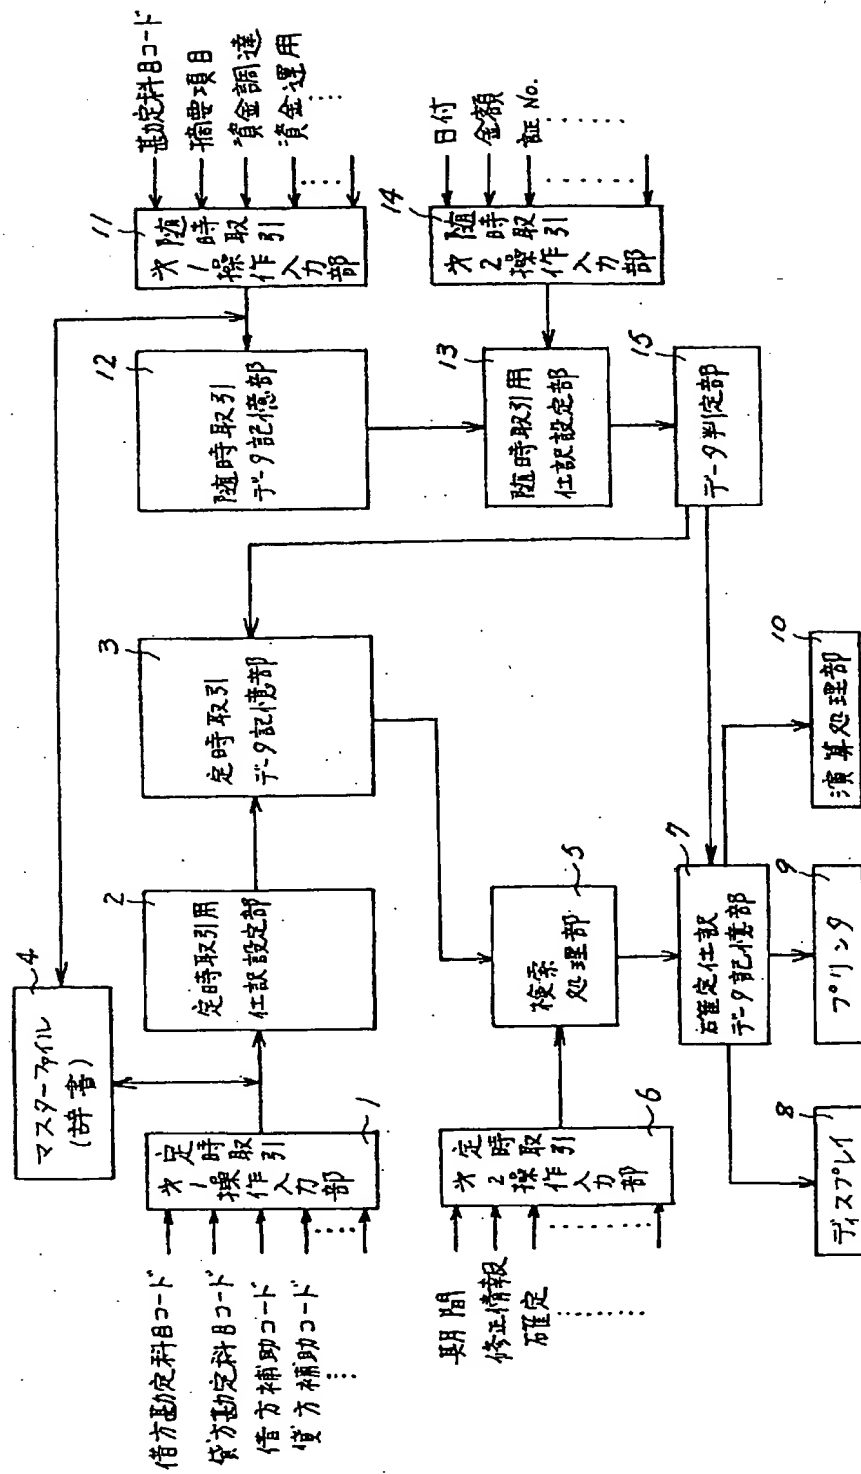 マスターファイル
(辞書)
4
借方勘定科目コード
貸方勘定科目コード
借方補助コード
貸方補助コード
定時取引
オ1操作入力部
1
定時取引用
仕訳設定部
2
定時取引
データ記憶部
3
随時取引
データ記憶部
12
随時取引
オ1操作入力部
11
勘定科目コード
摘要項目
資金調達
資金運用
期間
修正情報
確定
定時取引
オ2操作入力部
6
検索
処理部
5
随時取引用
仕訳設定部
13
随時取引
オ2操作入力部
14
日付
金額
証No.
確定仕訳
データ記憶部
7
データ判定部
15
ディスプレイ
8
プリンタ
9
演算処理部
10